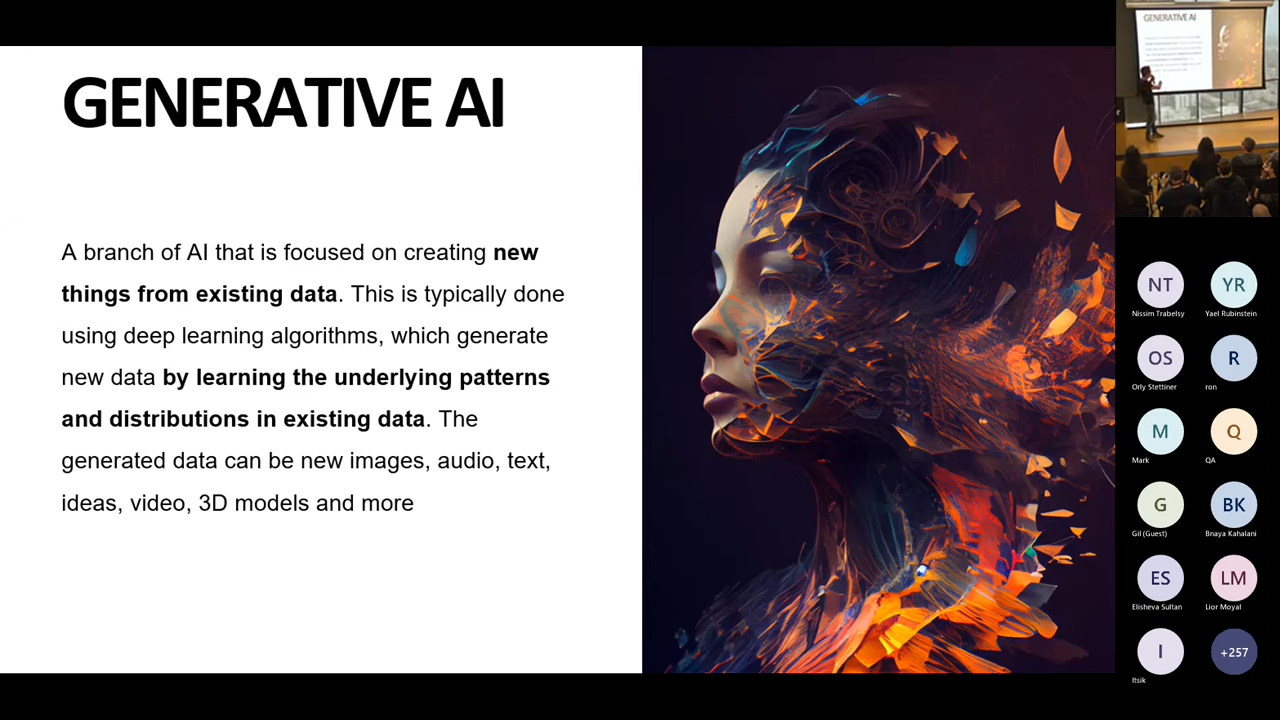 GENERATIVE AI
A branch of AI that is focused on creating new
things from existing data. This is typically done
using deep learning algorithms, which generate
new data by learning the underlying patterns
and distributions in existing data. The
generated data can be new images, audio, text,
ideas, video, 3D models and more
GENERATIVE AI
NT
Nissim Trabelsy
YR
Yael Rubinstein
OS
Orly Stettiner
R
ron
M
Mark
Q
QA
G
Gil (Guest)
BK
Bnaya Kahalani
ES
Elisheva Sultan
LM
Lior Moyal
I
Itsik
+257